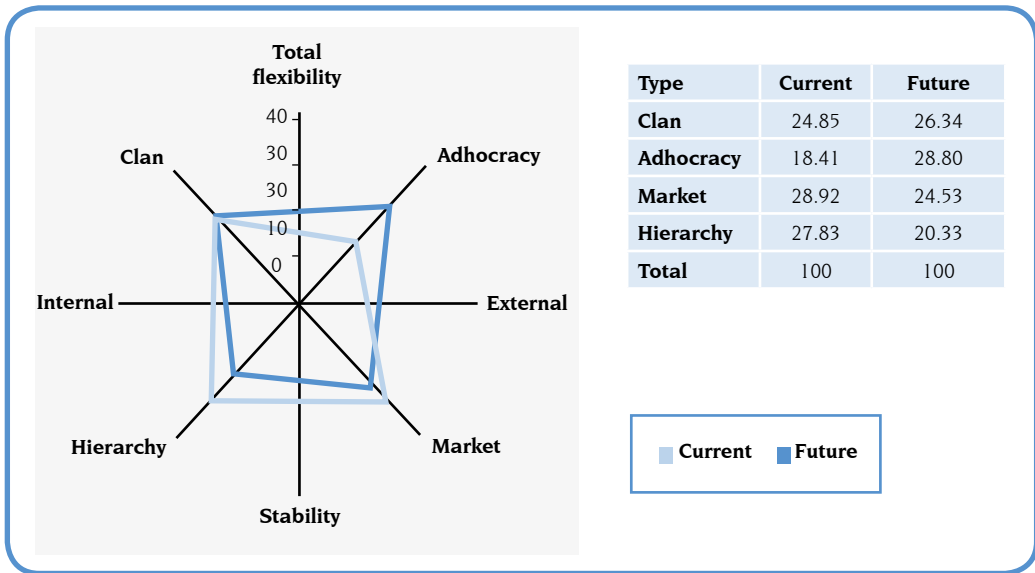 Total
flexibility
40
30
30
10
0
Clan
Adhocracy
Internal
External
Hierarchy
Market
Stability
Type Current Future
Clan 24.85 26.34
Adhocracy 18.41 28.80
Market 28.92 24.53
Hierarchy 27.83 20.33
Total 100 100
Current Future